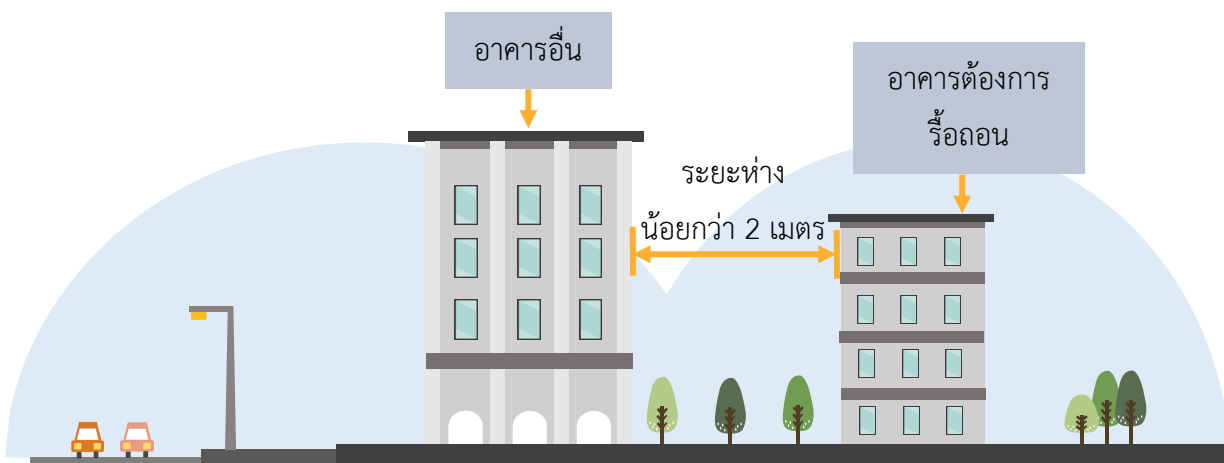 อาคารอื่น
อาคารต้องการ
รื้อถอน
ระยะห่าง
น้อยกว่า 2 เมตร